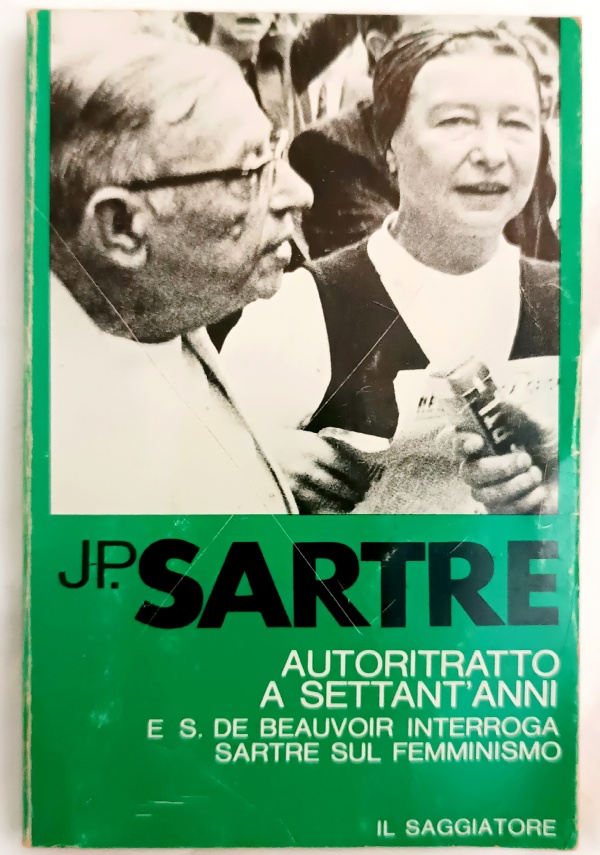 J-P. SARTRE
AUTORITRATTO
A SETTANT'ANNI
E S. DE BEAUVOIR INTERROGA
SARTRE SUL FEMMINISMO
IL SAGGIATORE